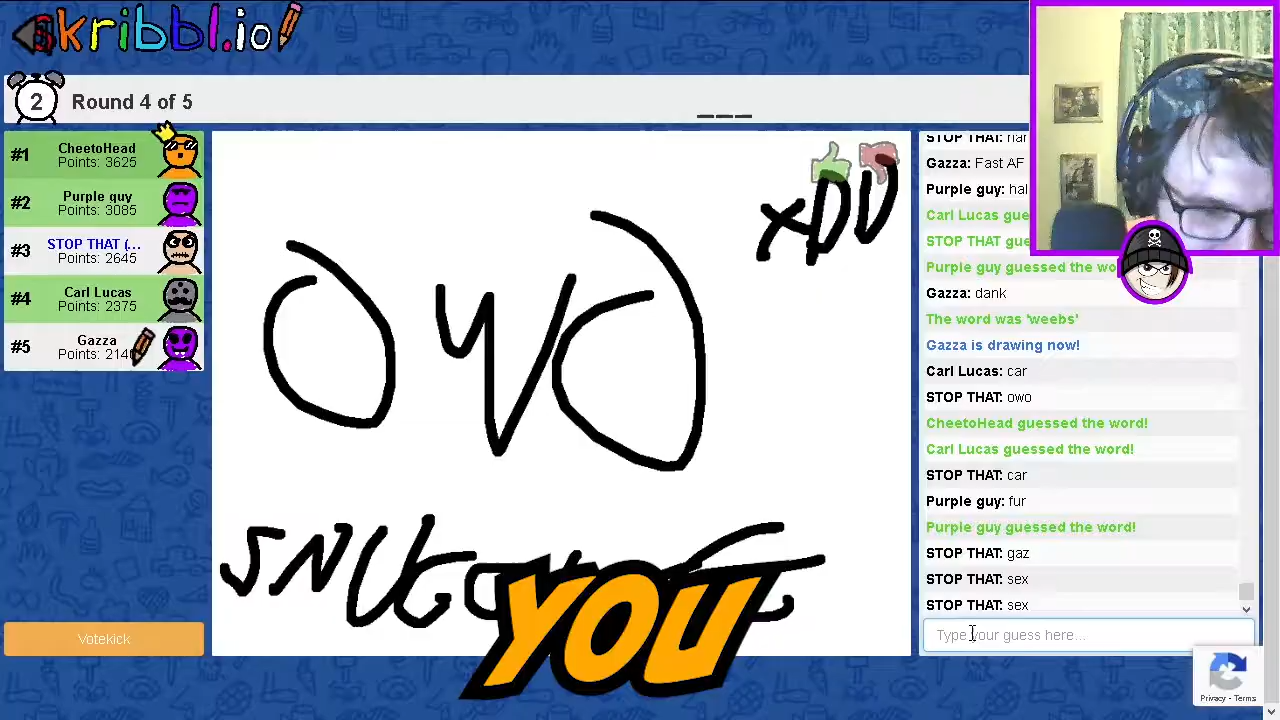 skribbl.io
2
Round 4 of 5
_ _ _
#1
CheetoHead
Points: 3625
#2
Purple guy
Points: 3085
#3
STOP THAT (...
Points: 2645
#4
Carl Lucas
Points: 2375
#5
Gazza
Points: 214
Votekick
XDD
OwO
YOU
STOP THAT:
Gazza: Fast AF
Purple guy: hal
Carl Lucas gue
STOP THAT gue
Purple guy guessed the wo
Gazza: dank
The word was 'weebs'
Gazza is drawing now!
Carl Lucas: car
STOP THAT: owo
CheetoHead guessed the word!
Carl Lucas guessed the word!
STOP THAT: car
Purple guy: fur
Purple guy guessed the word!
STOP THAT: gaz
STOP THAT: sex
STOP THAT: sex
Type your guess here...
Privacy - Terms